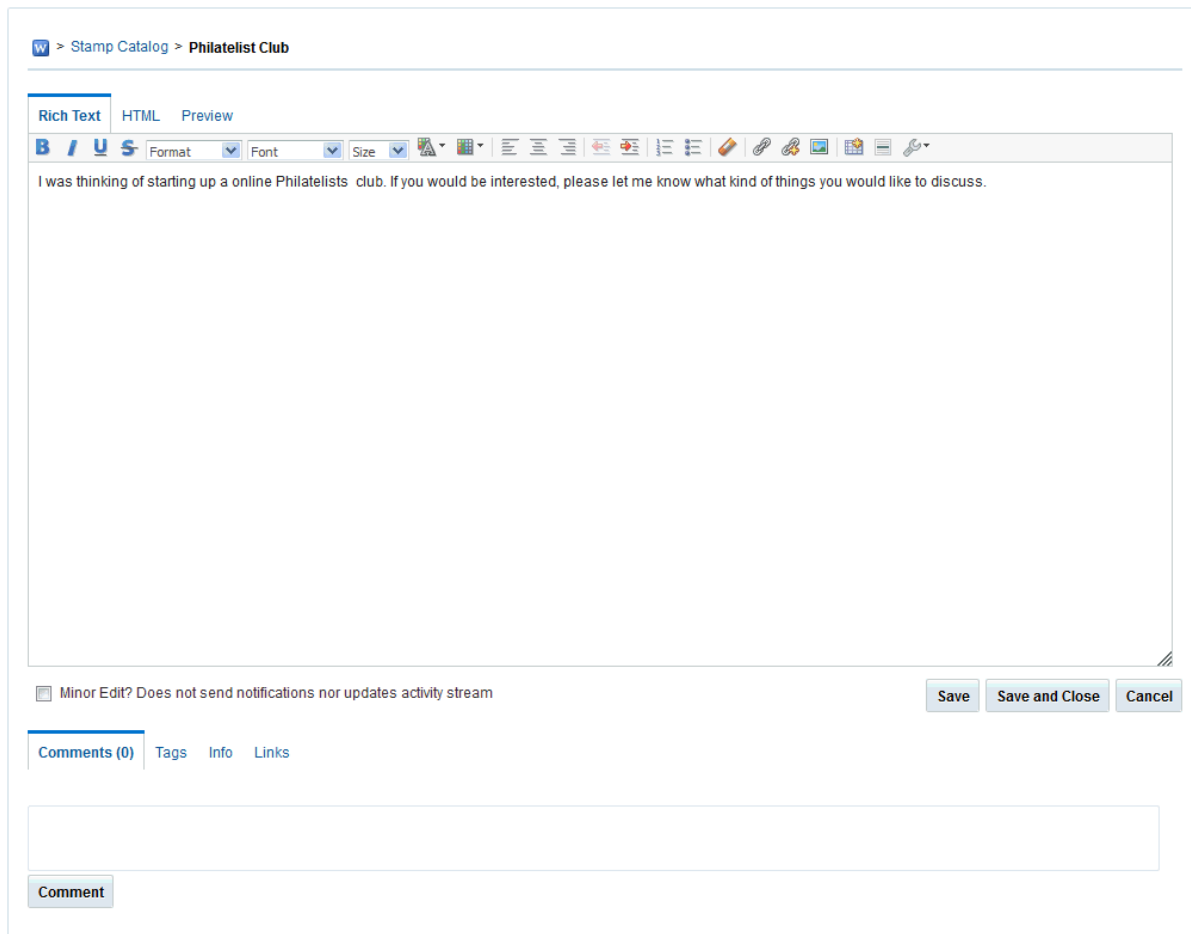 W > Stamp Catalog > Philatelist Club
Rich Text HTML Preview
B I U S Format Font Size
I was thinking of starting up a online Philatelists  club. If you would be interested, please let me know what kind of things you would like to discuss.
Minor Edit? Does not send notifications nor updates activity stream
Save Save and Close Cancel
Comments (0) Tags Info Links
Comment